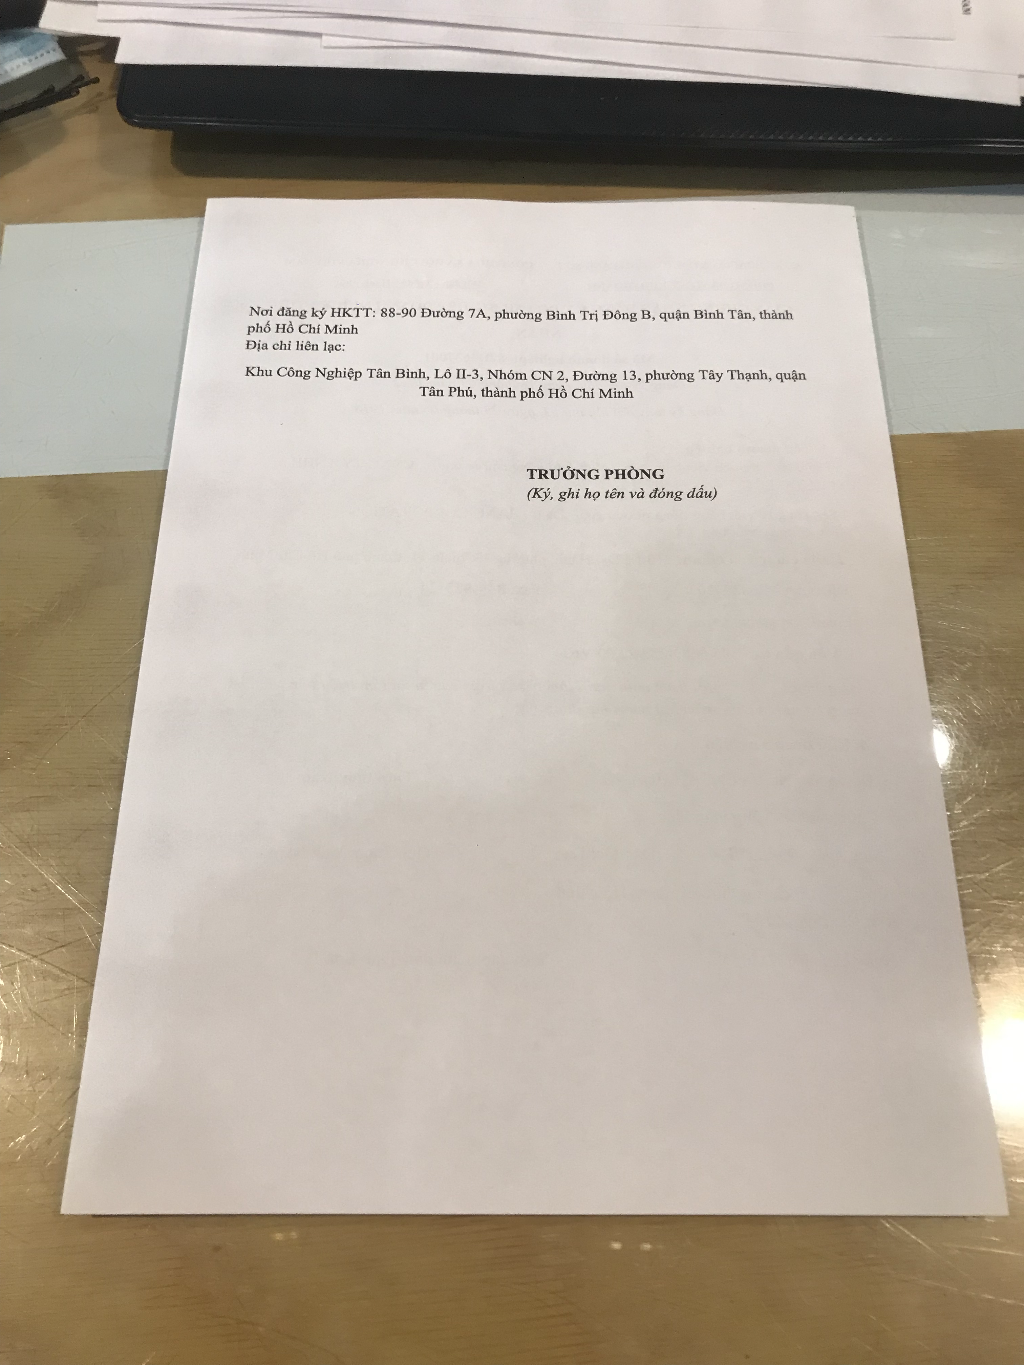 Nơi đăng ký HKTT: 88-90 Đường 7A, phường Bình Trị Đông B, quận Bình Tân, thành
phố Hồ Chí Minh
Địa chỉ liên lạc:
Khu Công Nghiệp Tân Bình, Lô II-3, Nhóm CN 2, Đường 13, phường Tây Thạnh, quận
Tân Phú, thành phố Hồ Chí Minh
TRƯỞNG PHÒNG
(Ký, ghi họ tên và đóng dấu)